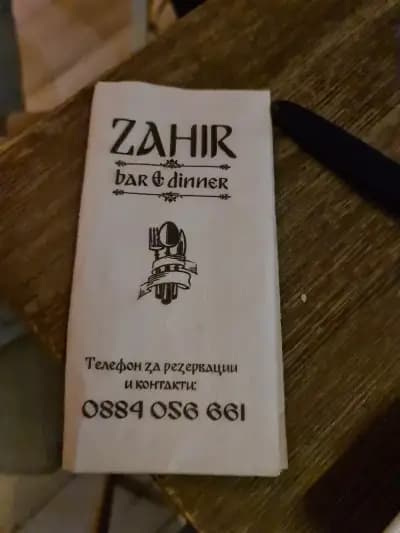 ZAHIR
bar & dinner
Телефон за резервации
и контакти:
0884 056 661